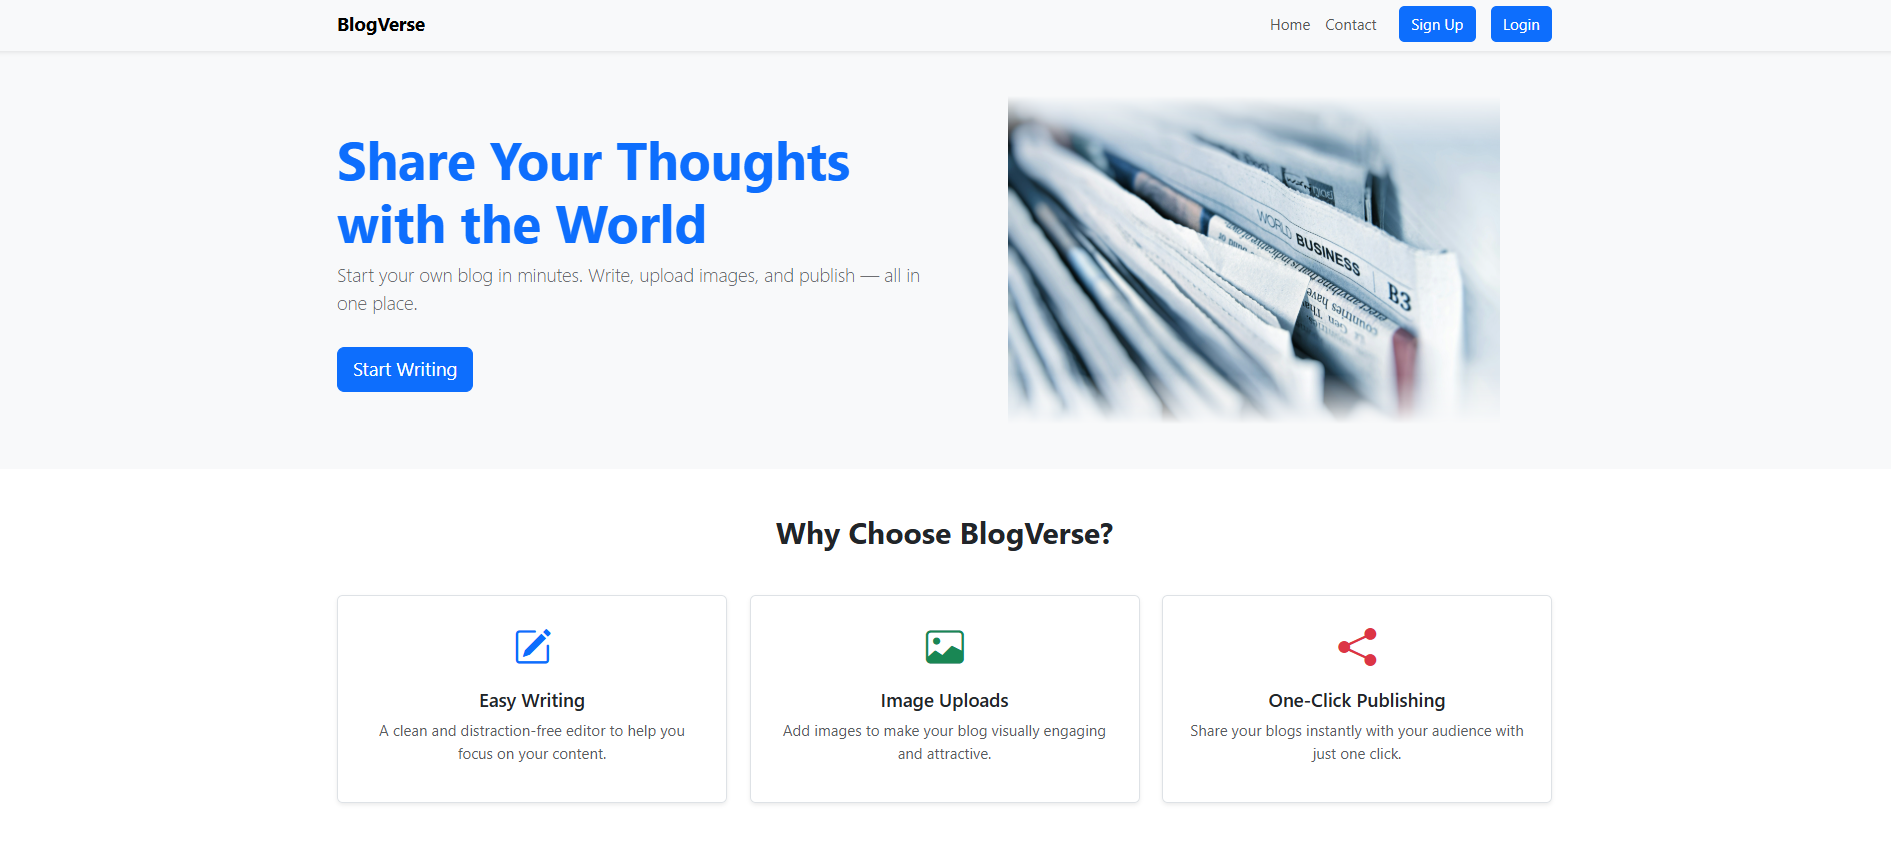 BlogVerse
Home
Contact
Sign Up
Login
Share Your Thoughts
with the World
Start your own blog in minutes. Write, upload images, and publish — all in
one place.
Start Writing
WORLD BUSINESS
B3
countries have
Why Choose BlogVerse?
Easy Writing
A clean and distraction-free editor to help you
focus on your content.
Image Uploads
Add images to make your blog visually engaging
and attractive.
One-Click Publishing
Share your blogs instantly with your audience with
just one click.